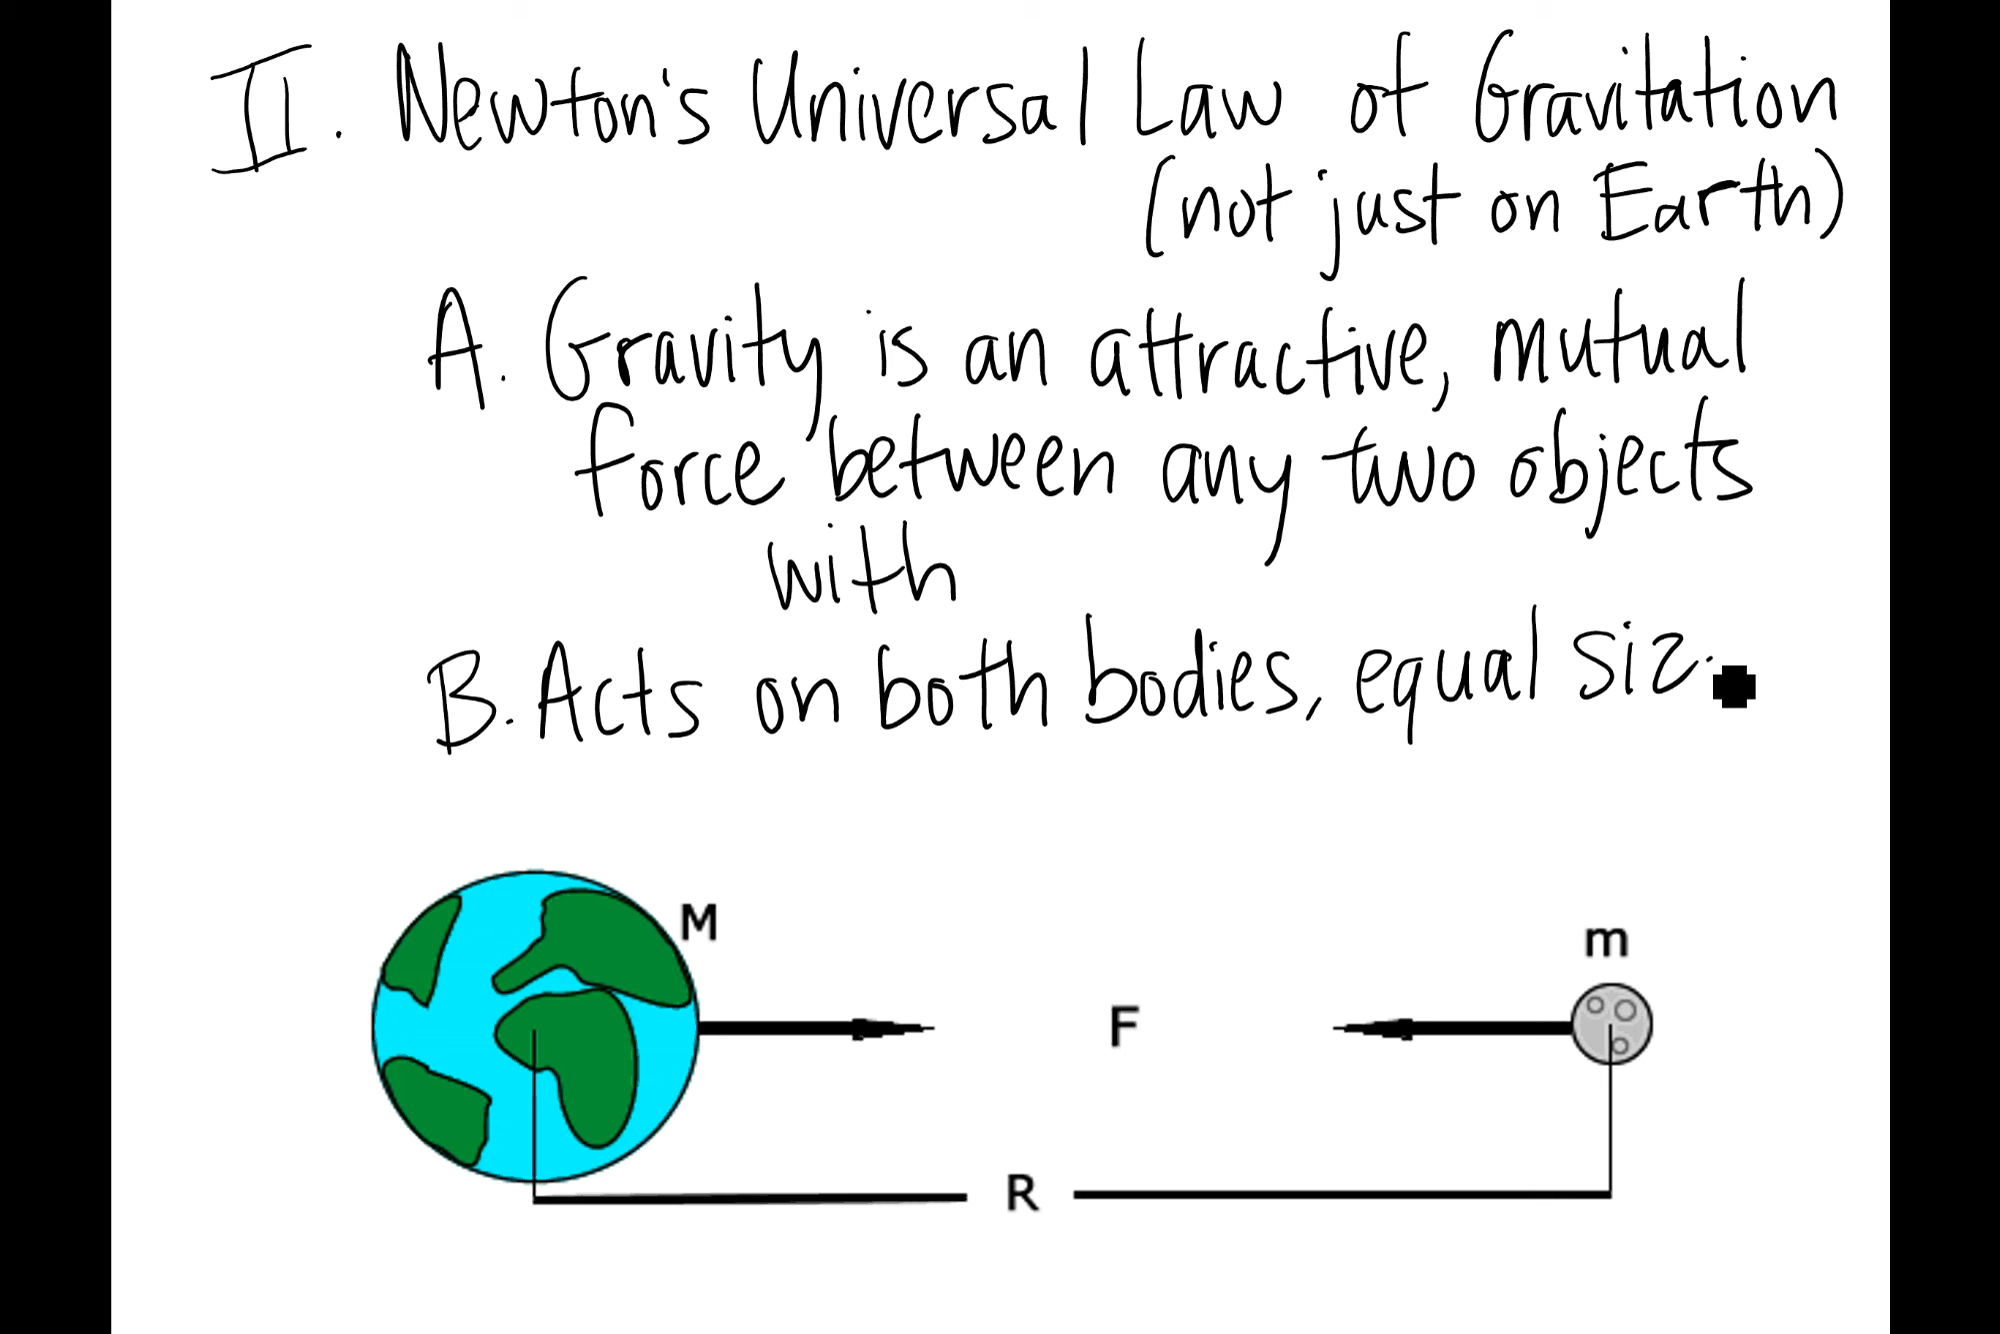 II. Newton's Universal Law of Gravitation
(not just on Earth)
A. Gravity is an attractive, mutual
force between any two objects
with
B. Acts on both bodies, equal siz
M
m
F
R